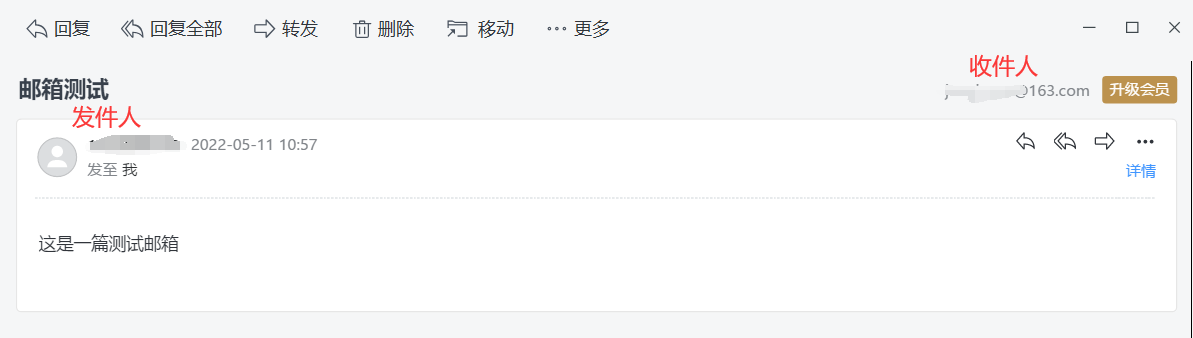 回复 回复全部 转发 删除 移动 更多
收件人
邮箱测试
@163.com 升级会员
发件人
2022-05-11 10:57
发至 我
详情
这是一篇测试邮箱